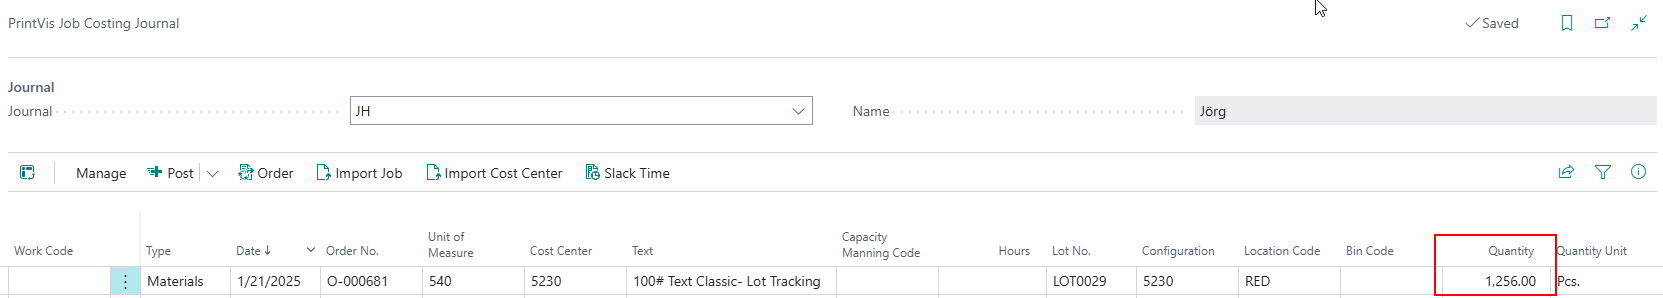 PrintVis Job Costing Journal
Saved
Journal
Journal JH Name Jörg
Manage Post Order Import Job Import Cost Center Slack Time
Work Code Type Date ↓ Order No. Unit of Measure Cost Center Text Capacity Manning Code Hours Lot No. Configuration Location Code Bin Code Quantity Quantity Unit
Materials 1/21/2025 O-000681 540 5230 100# Text Classic- Lot Tracking LOT0029 5230 RED 1,256.00 Pcs.